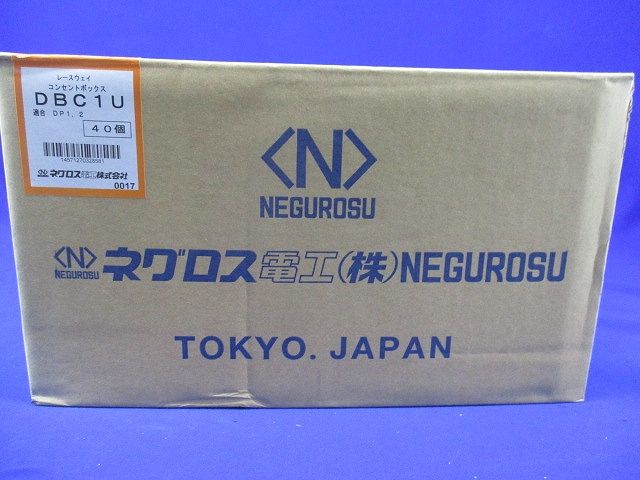 レースウェイ
コンセントボックス
DBC1U
適合 DP1，2
40個
14571270328581
ネグロス電工株式会社
0017
<N>
NEGUROSU
<N>
NEGUROSU
ネグロス電工(株)NEGUROSU
TOKYO. JAPAN